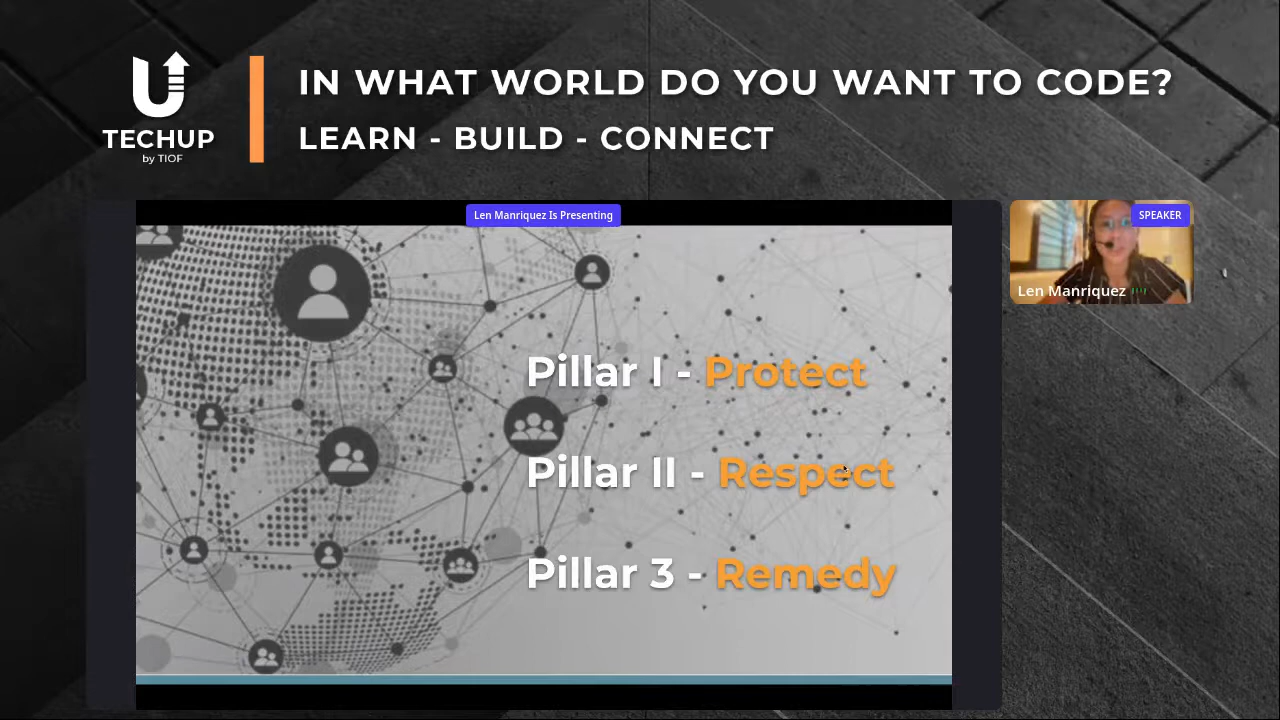 IN WHAT WORLD DO YOU WANT TO CODE?
LEARN - BUILD - CONNECT
TECHUP
by TIOF
Len Manriquez Is Presenting
SPEAKER
Len Manriquez
Pillar I - Protect
Pillar II - Respect
Pillar 3 - Remedy